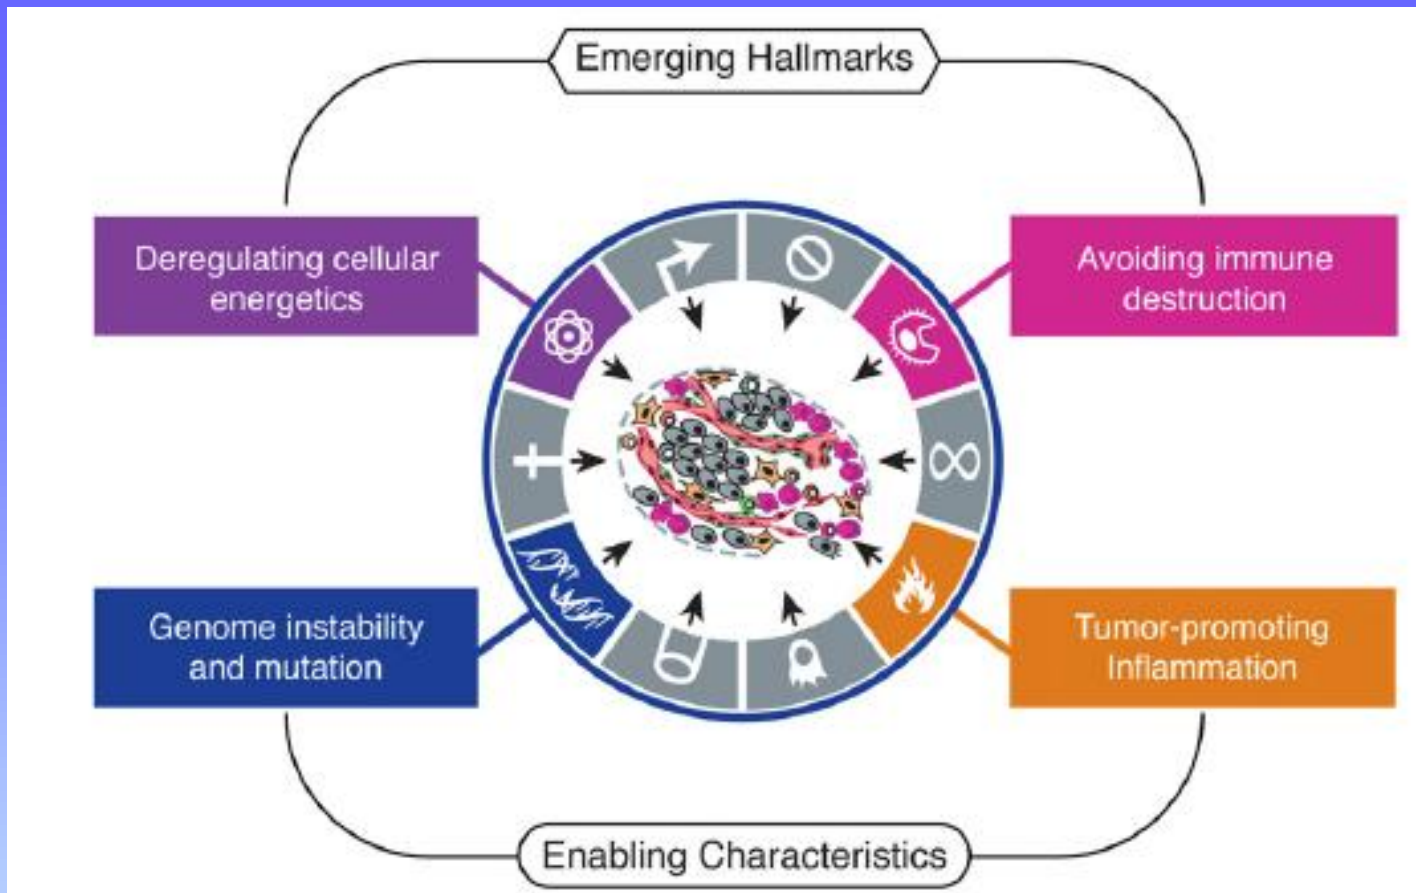 Emerging Hallmarks
Deregulating cellular
energetics
Avoiding immune
destruction
Genome instability
and mutation
Tumor-promoting
Inflammation
Enabling Characteristics